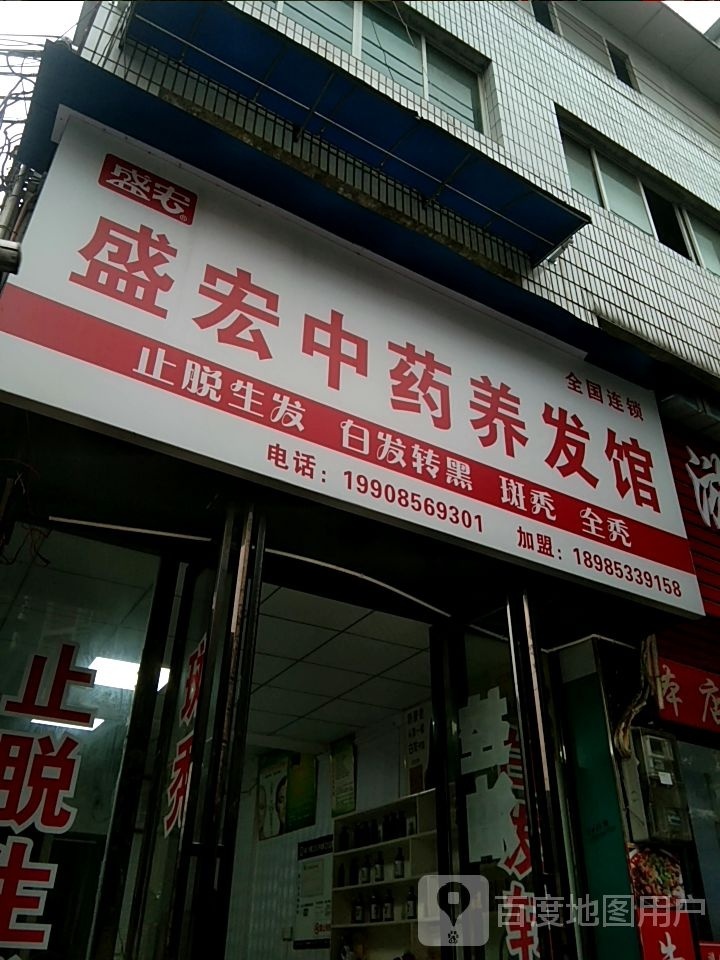 盛宏®
盛宏中药养发馆
全国连锁
止脱生发 白发转黑 斑秃 全秃
电话：19908569301 加盟：18985339158
止脱生
斑秃
百度地图用户